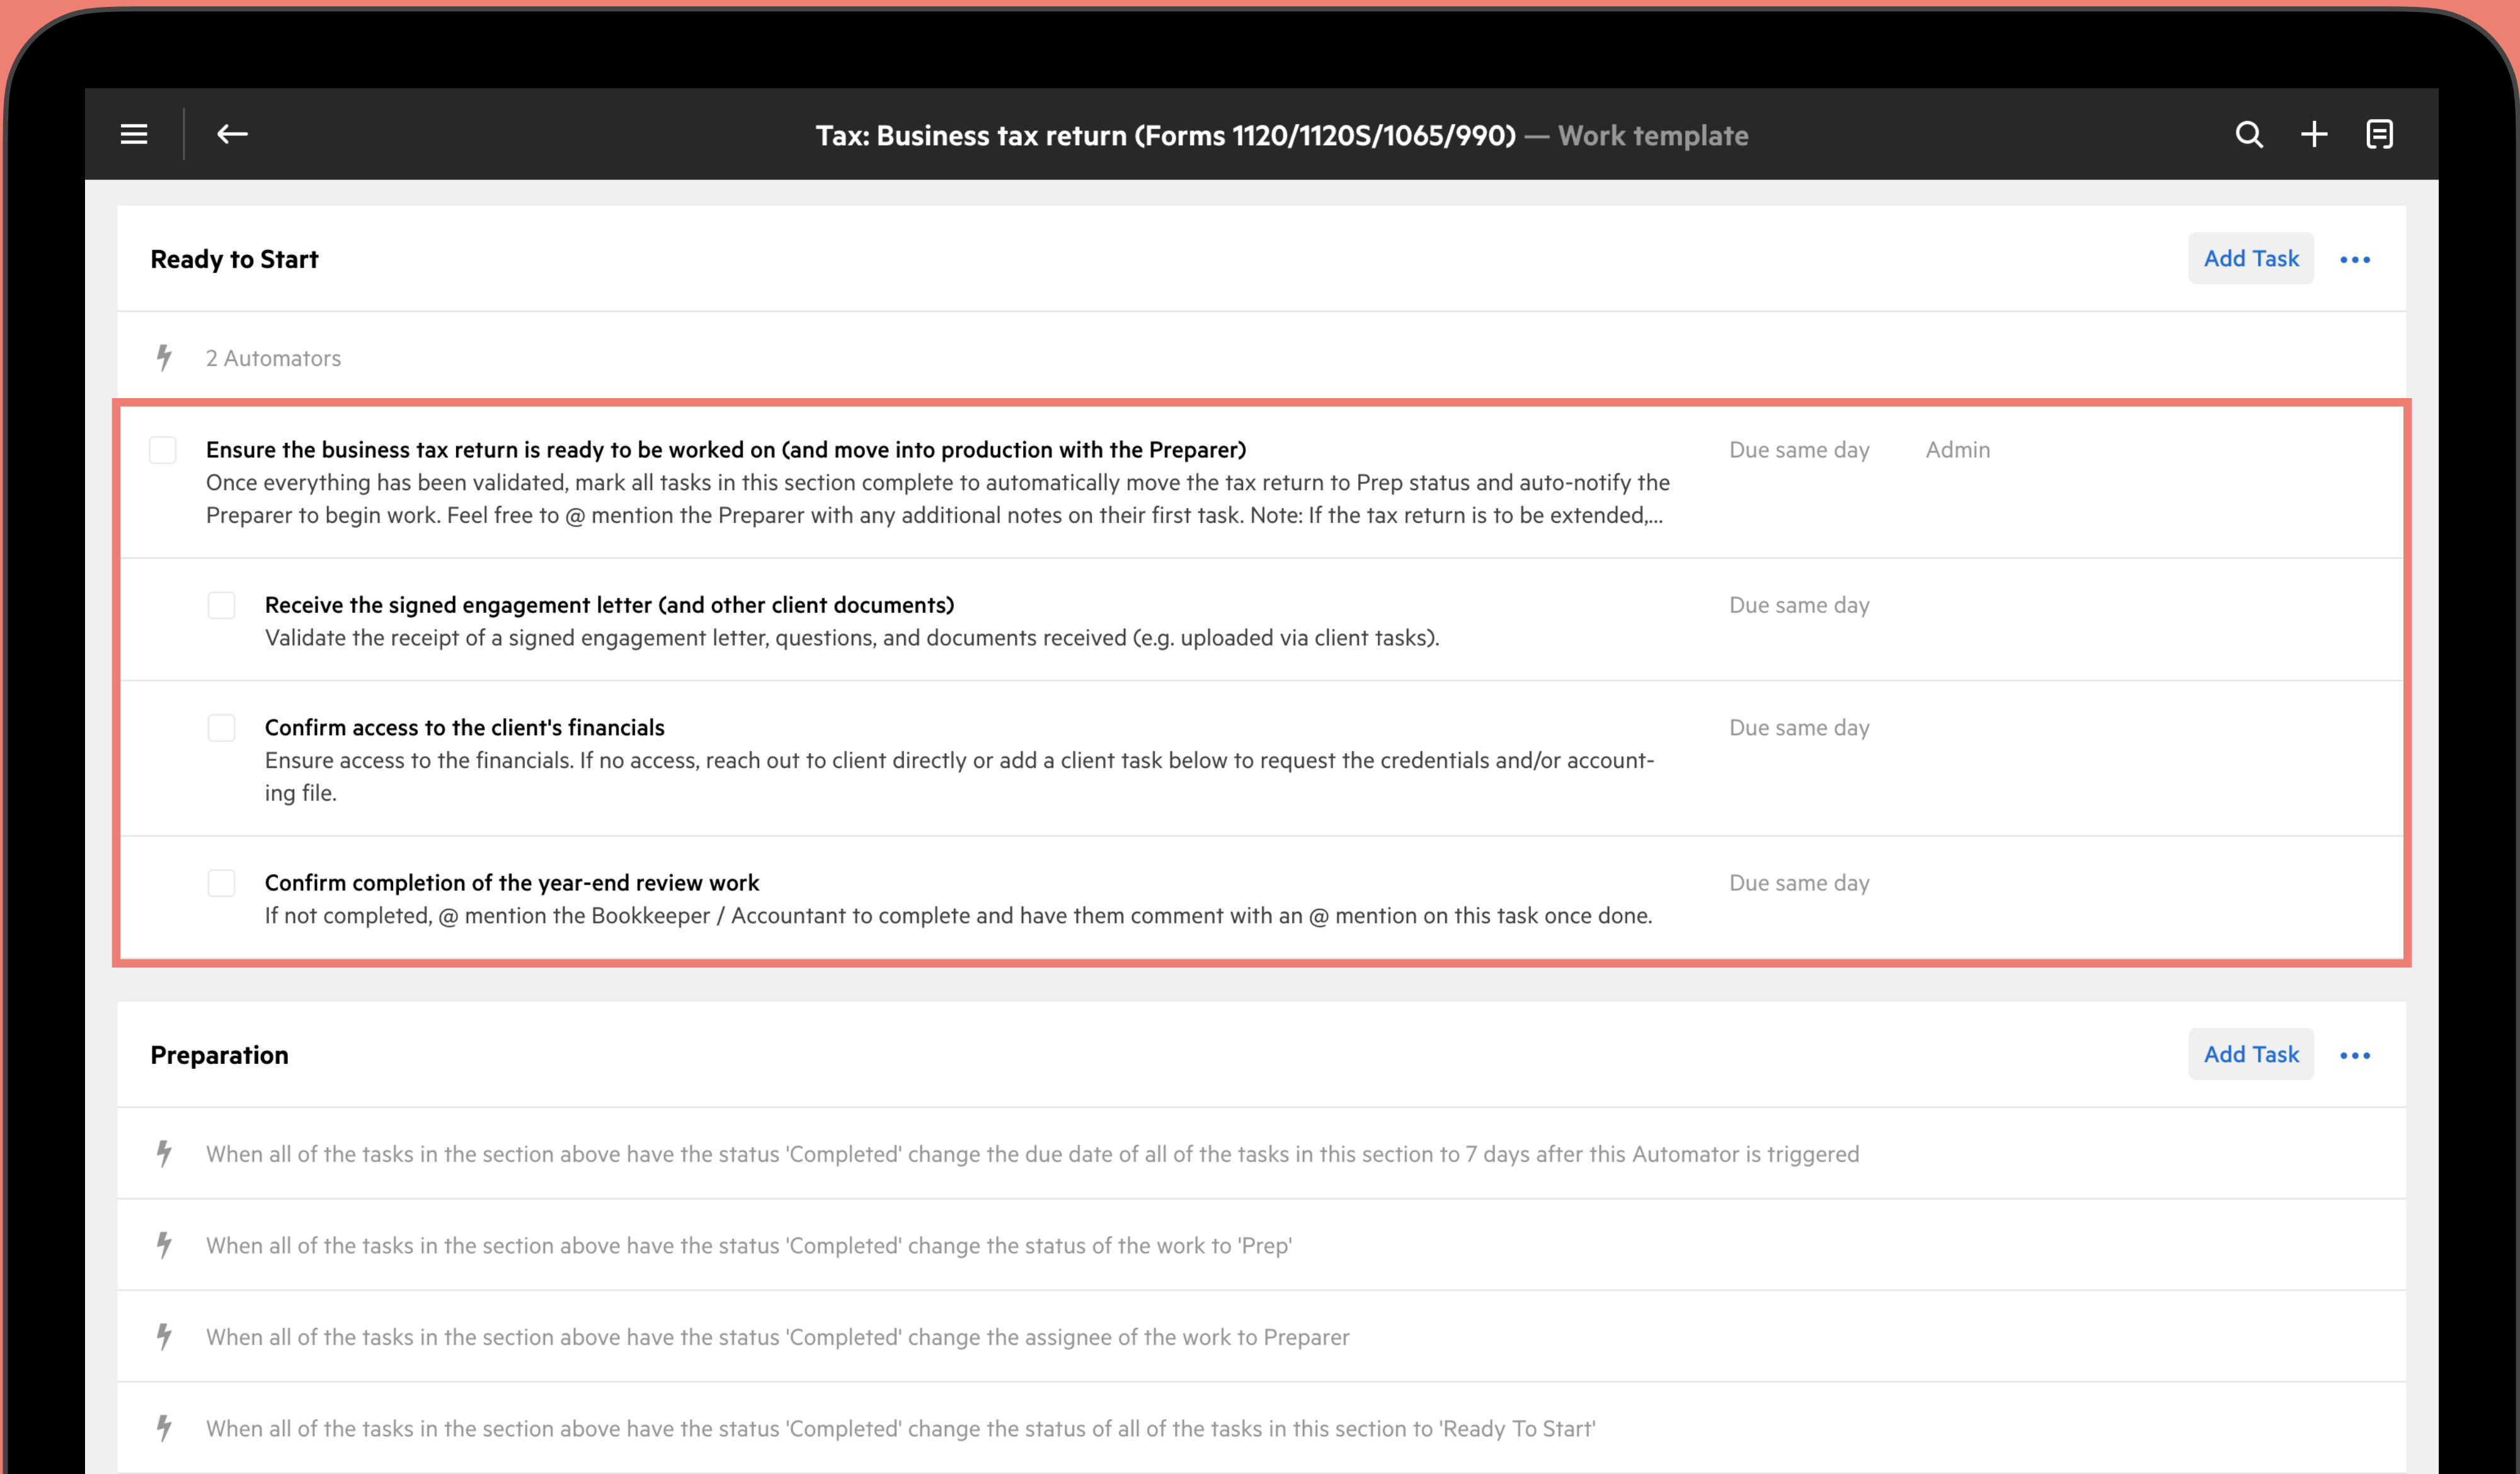 Tax: Business tax return (Forms 1120/1120S/1065/990) — Work template
Ready to Start
Add Task
2 Automators
Ensure the business tax return is ready to be worked on (and move into production with the Preparer)
Due same day
Admin
Once everything has been validated, mark all tasks in this section complete to automatically move the tax return to Prep status and auto-notify the
Preparer to begin work. Feel free to @ mention the Preparer with any additional notes on their first task. Note: If the tax return is to be extended,...
Receive the signed engagement letter (and other client documents)
Due same day
Validate the receipt of a signed engagement letter, questions, and documents received (e.g. uploaded via client tasks).
Confirm access to the client's financials
Due same day
Ensure access to the financials. If no access, reach out to client directly or add a client task below to request the credentials and/or account-
ing file.
Confirm completion of the year-end review work
Due same day
If not completed, @ mention the Bookkeeper / Accountant to complete and have them comment with an @ mention on this task once done.
Preparation
Add Task
When all of the tasks in the section above have the status 'Completed' change the due date of all of the tasks in this section to 7 days after this Automator is triggered
When all of the tasks in the section above have the status 'Completed' change the status of the work to 'Prep'
When all of the tasks in the section above have the status 'Completed' change the assignee of the work to Preparer
When all of the tasks in the section above have the status 'Completed' change the status of all of the tasks in this section to 'Ready To Start'